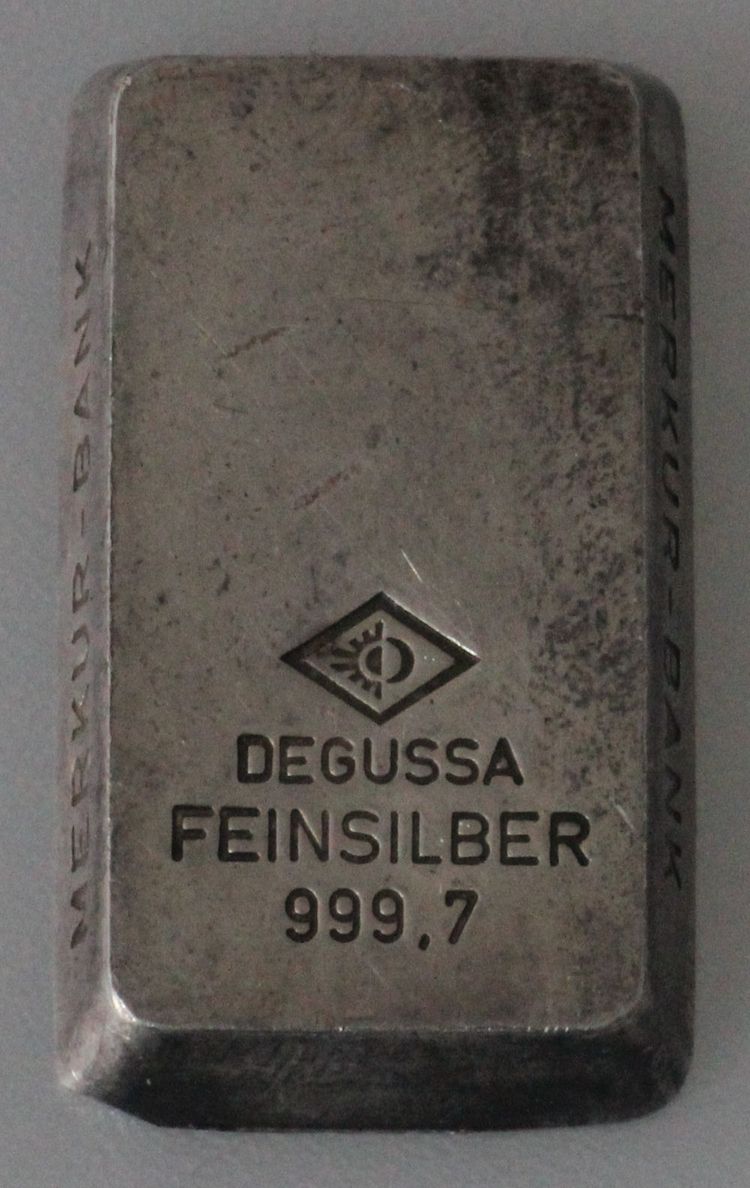 DEGUSSA
FEINSILBER
999,7
MERKUR-BANK
MERKUR-BANK